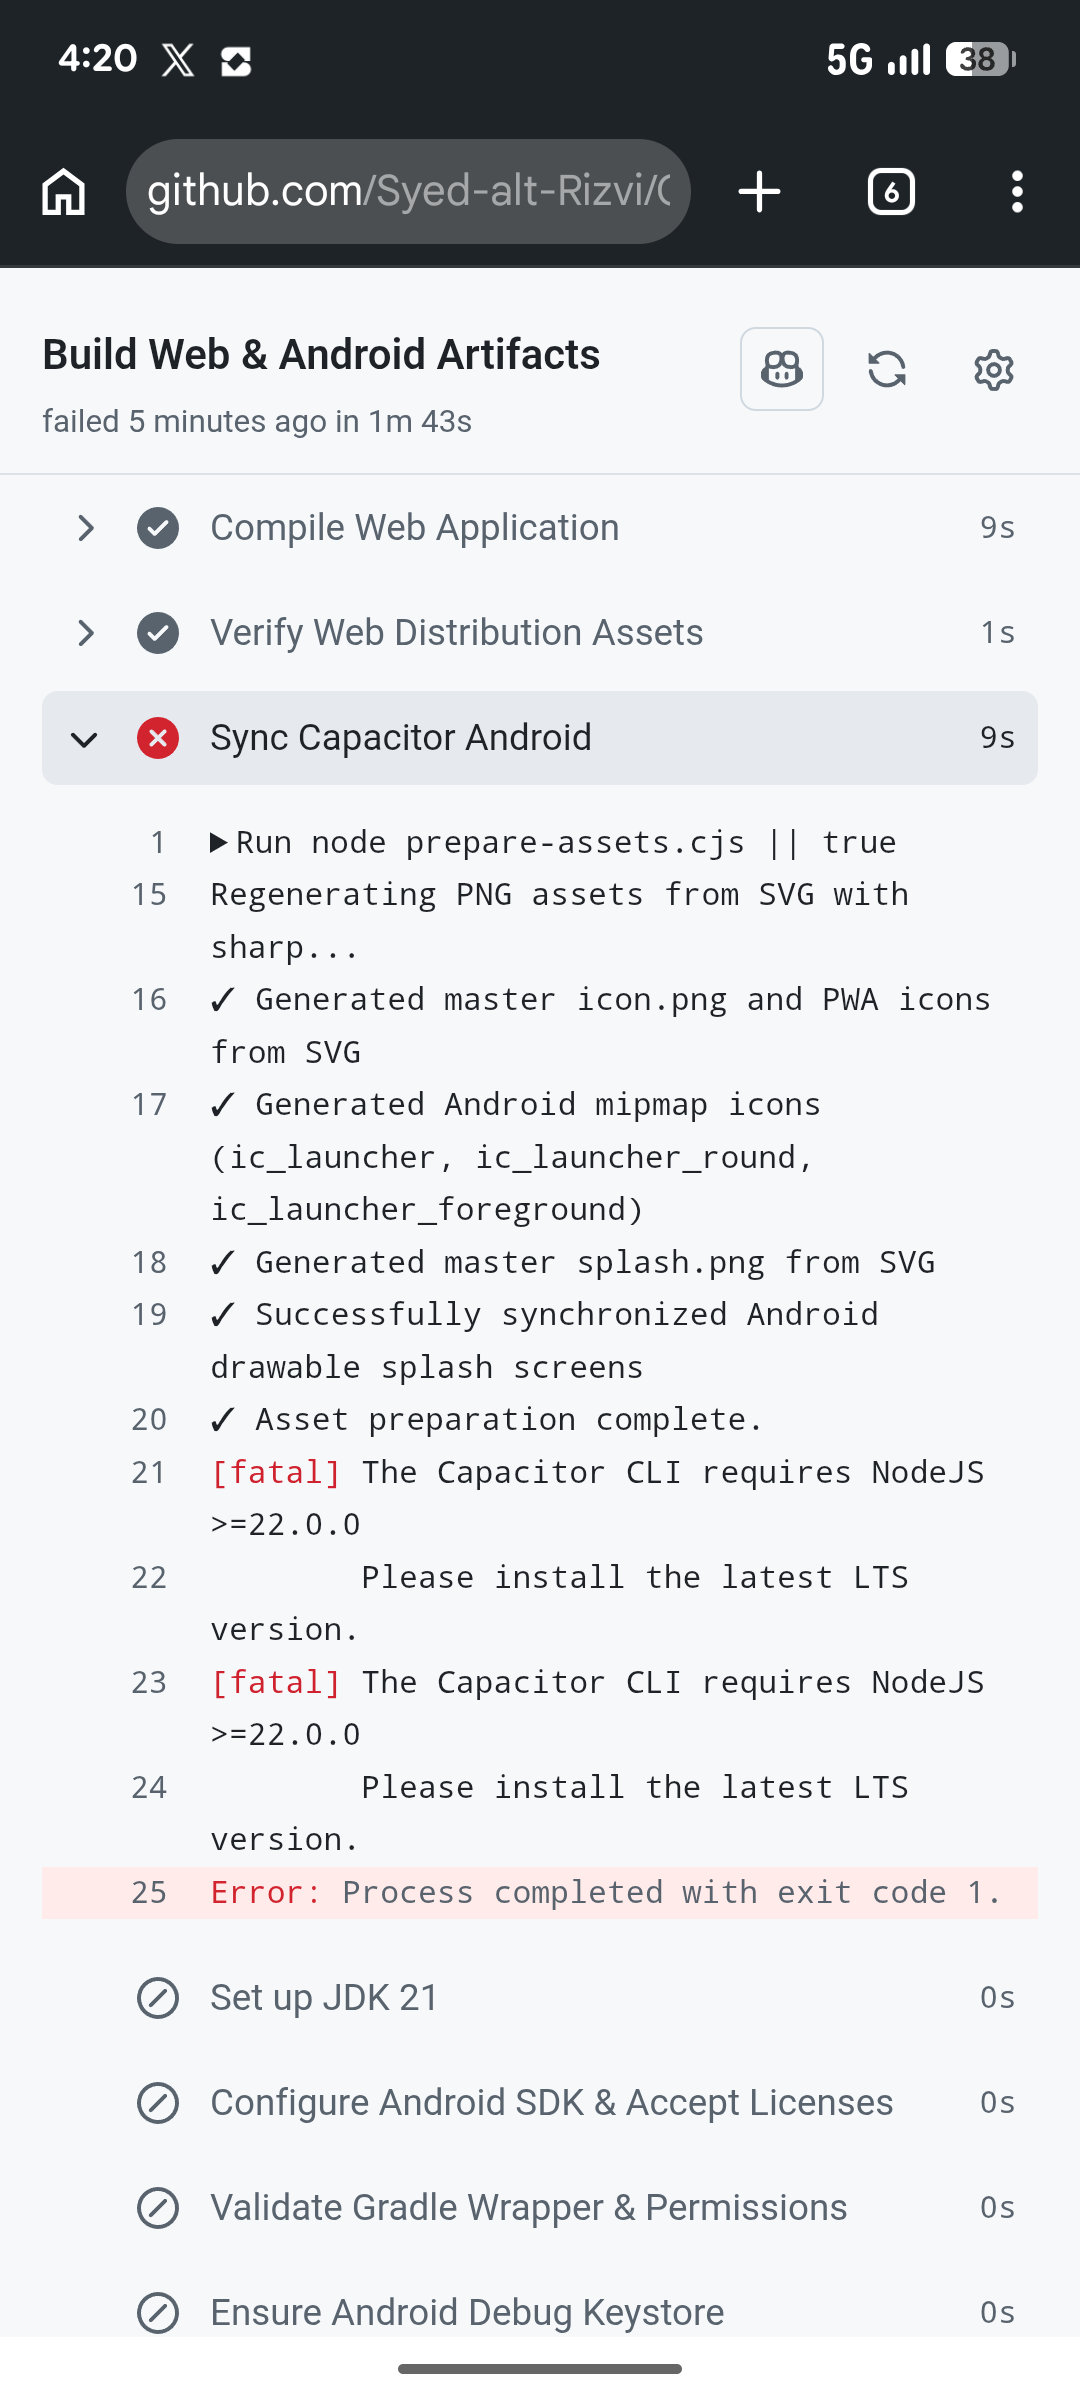 4:20
5G
38
github.com/Syed-alt-Rizvi/
6
Build Web & Android Artifacts
failed 5 minutes ago in 1m 43s
Compile Web Application 9s
Verify Web Distribution Assets 1s
Sync Capacitor Android 9s
1 Run node prepare-assets.cjs || true
15 Regenerating PNG assets from SVG with
sharp...
16 ✓ Generated master icon.png and PWA icons
from SVG
17 ✓ Generated Android mipmap icons
(ic_launcher, ic_launcher_round,
ic_launcher_foreground)
18 ✓ Generated master splash.png from SVG
19 ✓ Successfully synchronized Android
drawable splash screens
20 ✓ Asset preparation complete.
21 [fatal] The Capacitor CLI requires NodeJS
>=22.0.0
22 Please install the latest LTS
version.
23 [fatal] The Capacitor CLI requires NodeJS
>=22.0.0
24 Please install the latest LTS
version.
25 Error: Process completed with exit code 1.
Set up JDK 21 0s
Configure Android SDK & Accept Licenses 0s
Validate Gradle Wrapper & Permissions 0s
Ensure Android Debug Keystore 0s